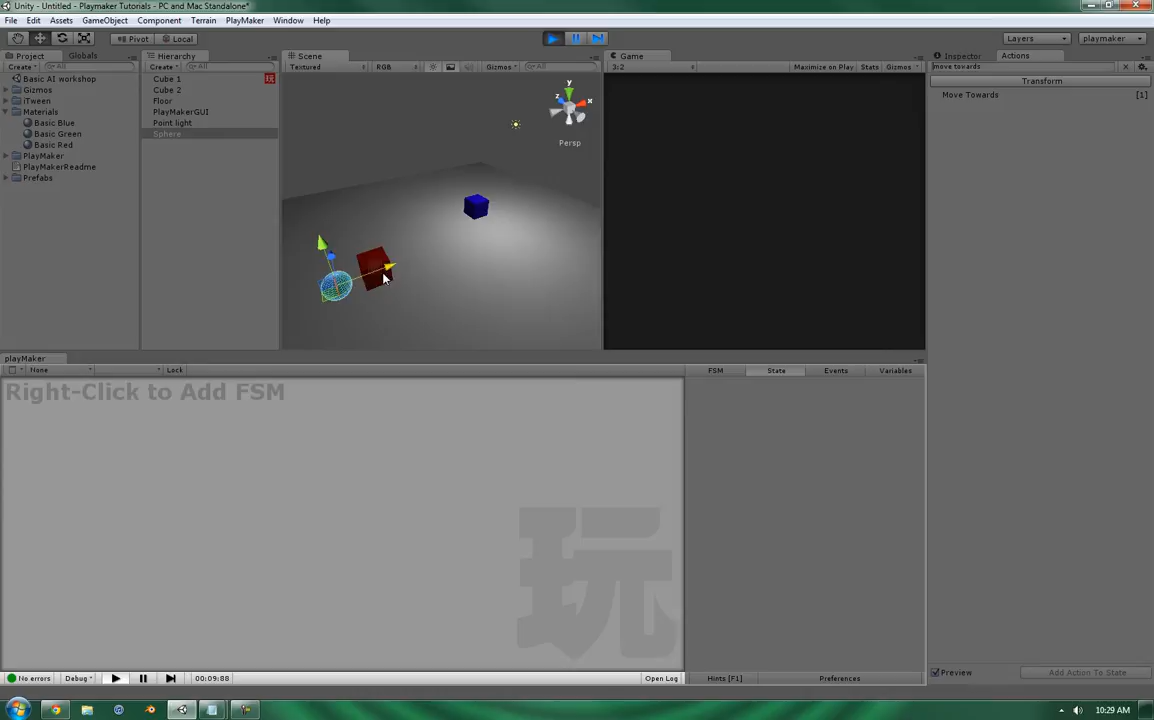 Unity - Untitled - Playmaker Tutorials - PC and Mac Standalone*
File Edit Assets GameObject Component Terrain PlayMaker Window Help
Pivot Local Layers playmaker
Project Globals Hierarchy Scene Game Inspector Actions
Create All Create All Textured RGB Gizmos All 3:2 Maximize on Play Stats Gizmos move towards
Basic AI workshop Cube 1 玩 Transform
Gizmos Cube 2 y Move Towards [1]
iTween Floor z x
Materials PlayMakerGUI
Basic Blue Point light
Basic Green Sphere
Basic Red Persp
PlayMaker
PlayMakerReadme
Prefabs
playMaker
None Lock FSM State Events Variables
Right-Click to Add FSM
玩
Preview Add Action To State
No errors Debug 00:09:88 Open Log Hints [F1] Preferences
10:29 AM